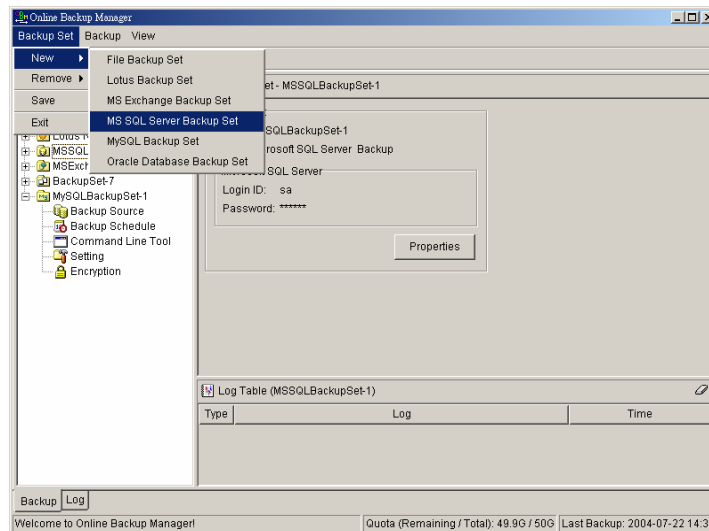 Online Backup Manager
Backup Set Backup View
New
Remove
Save
Exit
File Backup Set
Lotus Backup Set
MS Exchange Backup Set
MS SQL Server Backup Set
MySQL Backup Set
Oracle Database Backup Set
et - MSSQLBackupSet-1
SQLBackupSet-1
rosoft SQL Server Backup
SQL Server
Login ID: sa
Password: ******
Properties
MSSQL
MSExch
BackupSet-7
MySQLBackupSet-1
Backup Source
Backup Schedule
Command Line Tool
Setting
Encryption
Log Table (MSSQLBackupSet-1)
Type Log Time
Backup Log
Welcome to Online Backup Manager! Quota (Remaining / Total): 49.9G / 50G Last Backup: 2004-07-22 14:3